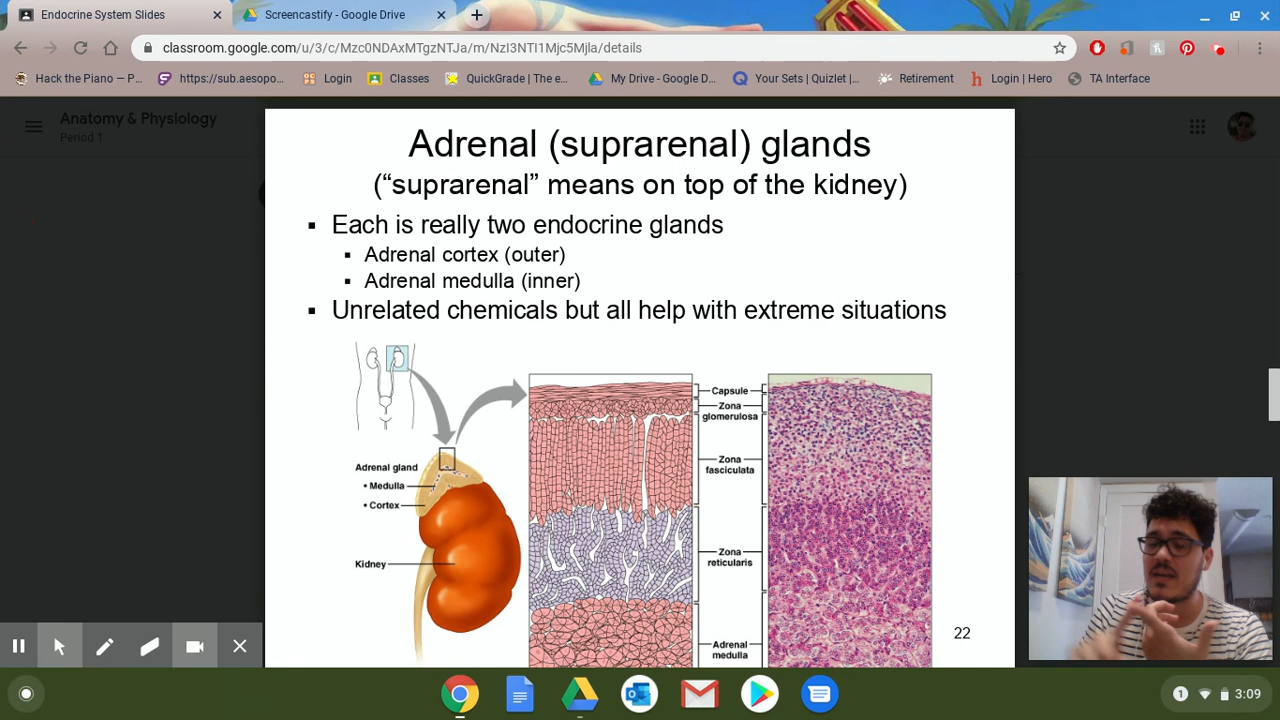 Endocrine System Slides
Screencastify - Google Drive
classroom.google.com/u/3/c/Mzc0NDAxMTgzNTJa/m/NzI3NTI1Mjc5Mjla/details
Hack the Piano — P...
https://sub.aesopo...
Login
Classes
QuickGrade | The e...
My Drive - Google D...
Your Sets | Quizlet |...
Retirement
Login | Hero
TA Interface
Anatomy & Physiology
Period 1
Adrenal (suprarenal) glands
(“suprarenal” means on top of the kidney)
▪ Each is really two endocrine glands
▪ Adrenal cortex (outer)
▪ Adrenal medulla (inner)
▪ Unrelated chemicals but all help with extreme situations
Adrenal gland
• Medulla
• Cortex
Kidney
Capsule
Zona
glomerulosa
Zona
fasciculata
Zona
reticularis
Adrenal
medulla
22
1
3:09